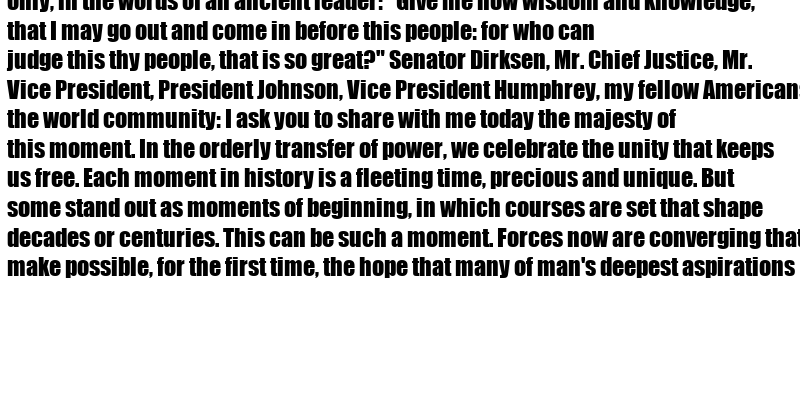 only, in the words of an ancient leader: "Give me now wisdom and knowledge,
that I may go out and come in before this people: for who can
judge this thy people, that is so great?" Senator Dirksen, Mr. Chief Justice, Mr.
Vice President, President Johnson, Vice President Humphrey, my fellow Americans
the world community: I ask you to share with me today the majesty of
this moment. In the orderly transfer of power, we celebrate the unity that keeps
us free. Each moment in history is a fleeting time, precious and unique. But
some stand out as moments of beginning, in which courses are set that shape
decades or centuries. This can be such a moment. Forces now are converging that
make possible, for the first time, the hope that many of man's deepest aspirations